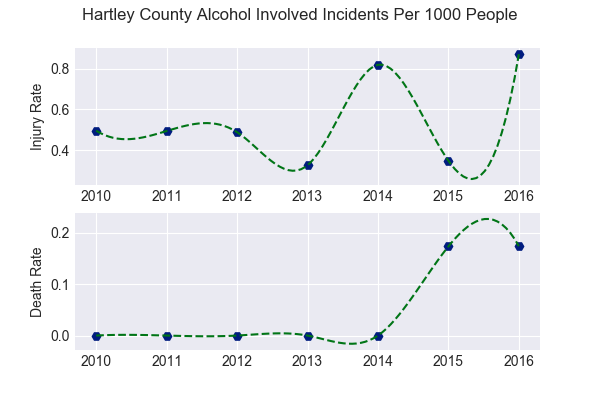 Hartley County Alcohol Involved Incidents Per 1000 People
Injury Rate
0.8
0.6
0.4
2010 2011 2012 2013 2014 2015 2016
Death Rate
0.2
0.1
0.0
2010 2011 2012 2013 2014 2015 2016